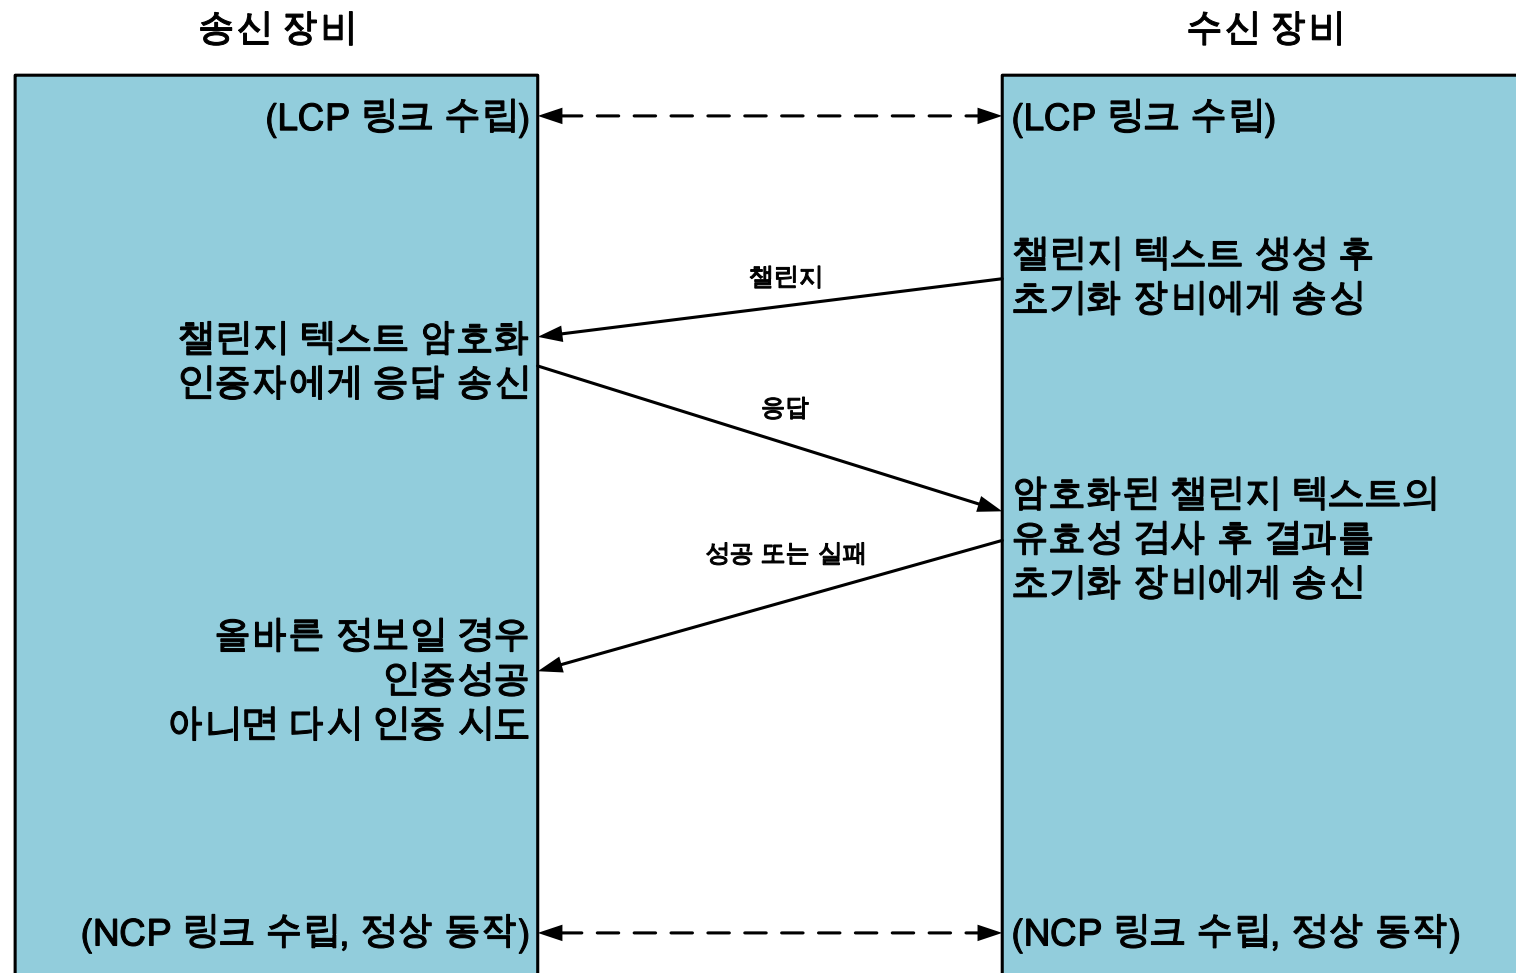 송신 장비
수신 장비
(LCP 링크 수립)
(LCP 링크 수립)
챌린지 텍스트 생성 후
초기화 장비에게 송싱
챌린지
챌린지 텍스트 암호화
인증자에게 응답 송신
응답
암호화된 챌린지 텍스트의
유효성 검사 후 결과를
초기화 장비에게 송신
성공 또는 실패
올바른 정보일 경우
인증성공
아니면 다시 인증 시도
(NCP 링크 수립, 정상 동작)
(NCP 링크 수립, 정상 동작)